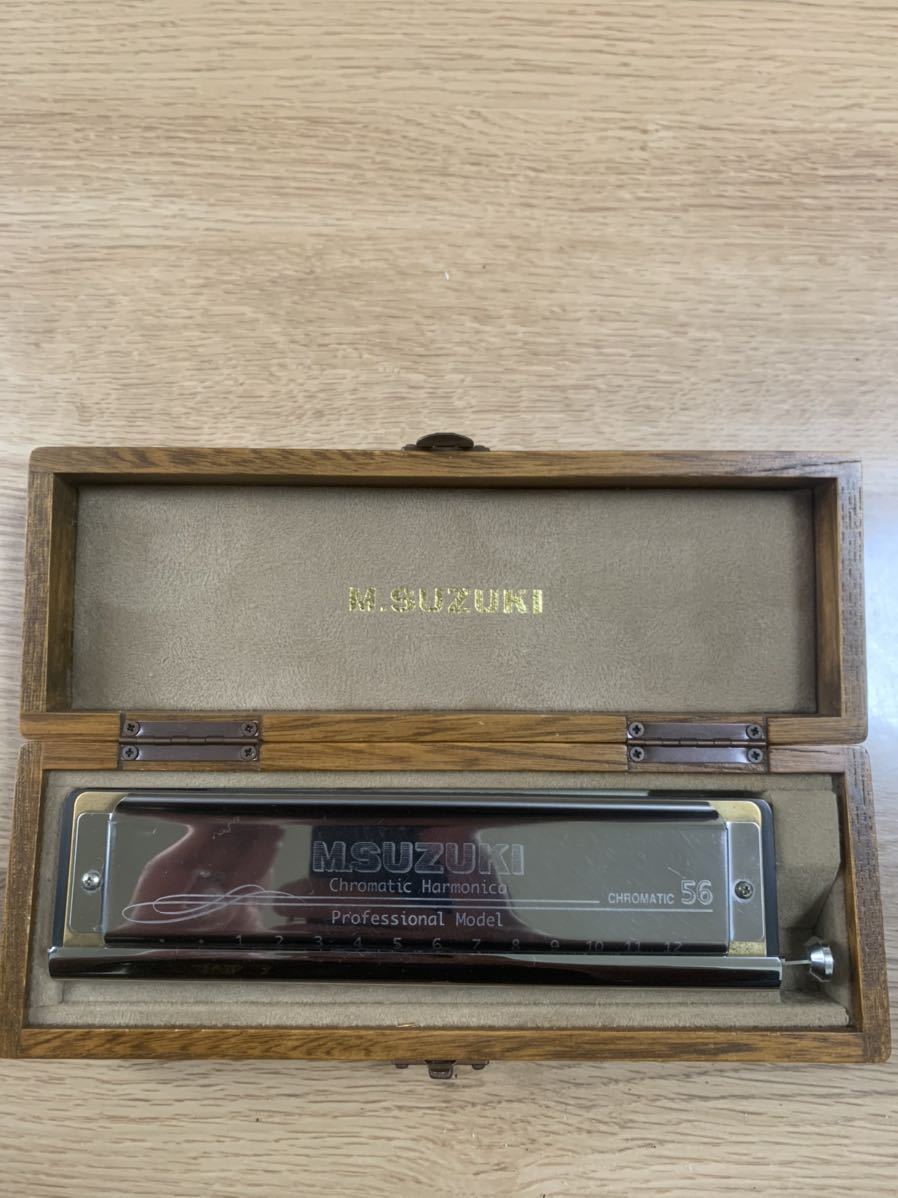 M.SUZUKI
M.SUZUKI
Chromatic Harmonica
CHROMATIC 56
Professional Model
• • 1 2 3 4 5 6 7 8 9 10 11 12